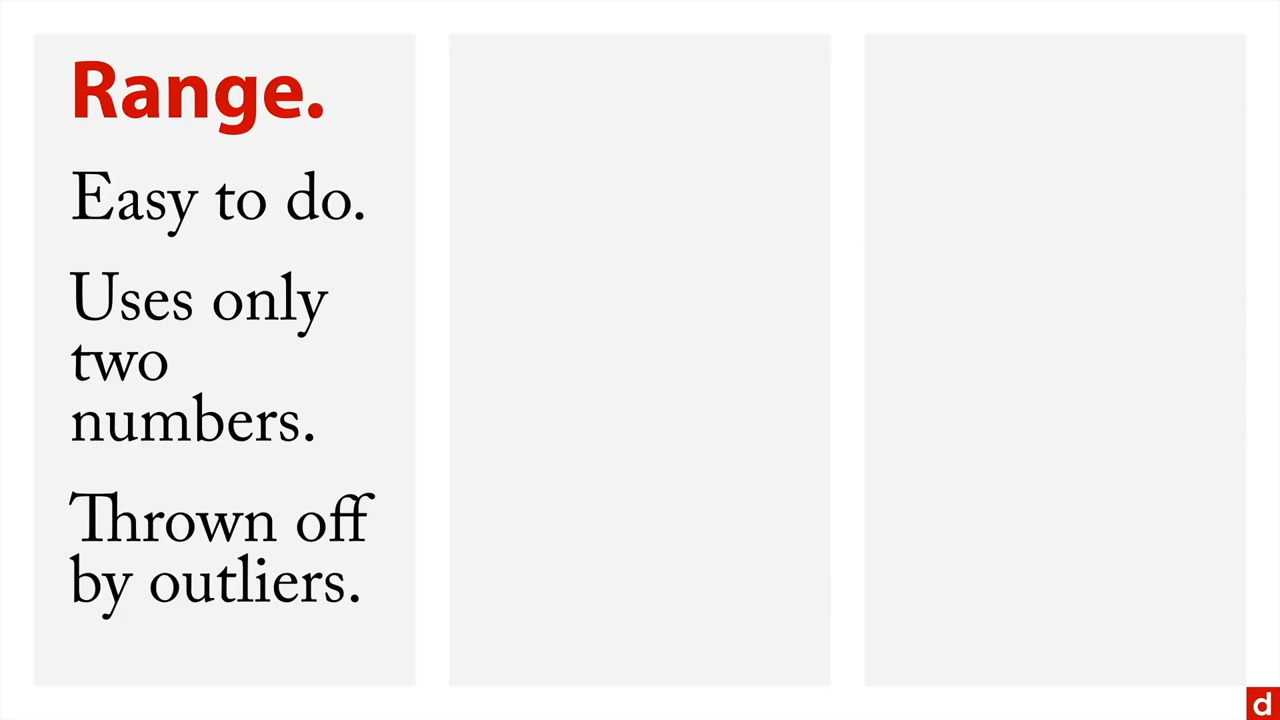 Range.
Easy to do.
Uses only
two
numbers.
Thrown off
by outliers.
d